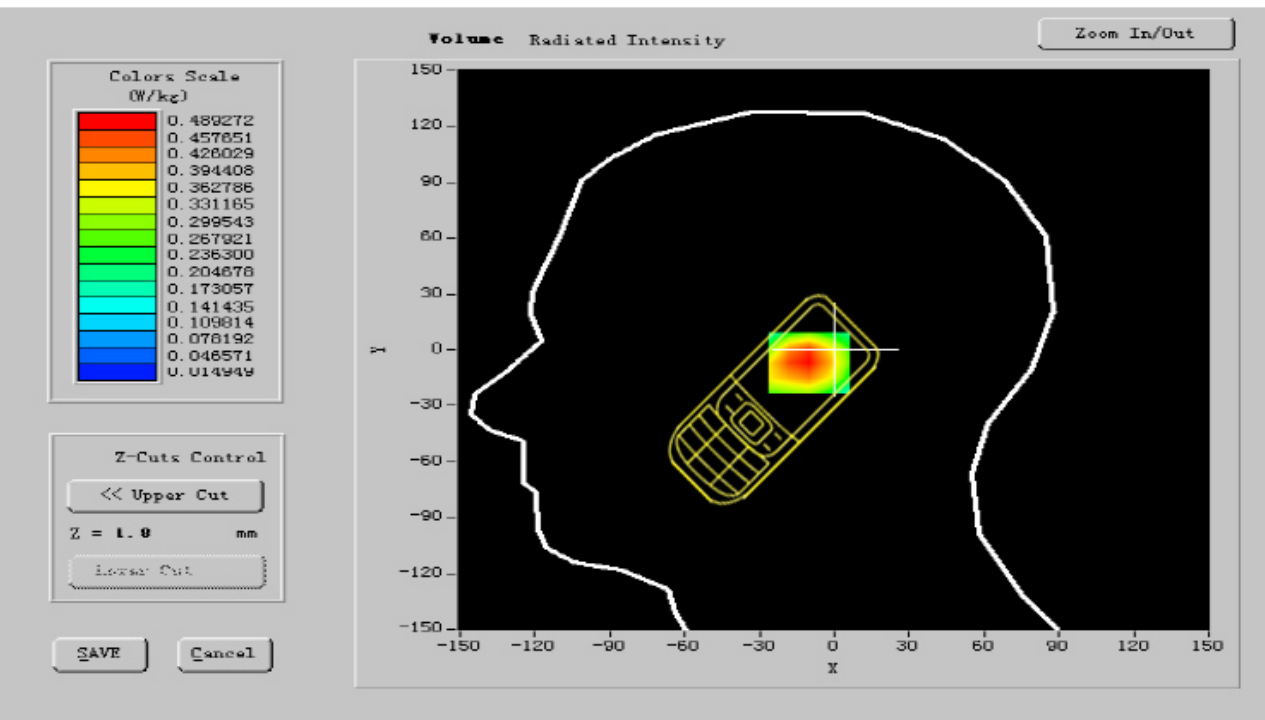 Volume Radiated Intensity
Zoom In/Out
Colors Scale
(W/kg)
0.489272
0.457651
0.426029
0.394408
0.362786
0.331165
0.299543
0.267921
0.236300
0.204678
0.173057
0.141435
0.109814
0.078192
0.046571
0.014949
Z-Cuts Control
<< Upper Cut
Z = 1.0 mm
Lower Cut
SAVE
Cancel
150
120
90
60
30
0
-30
-60
-90
-120
-150
Y
-150 -120 -90 -60 -30 0 30 60 90 120 150
X